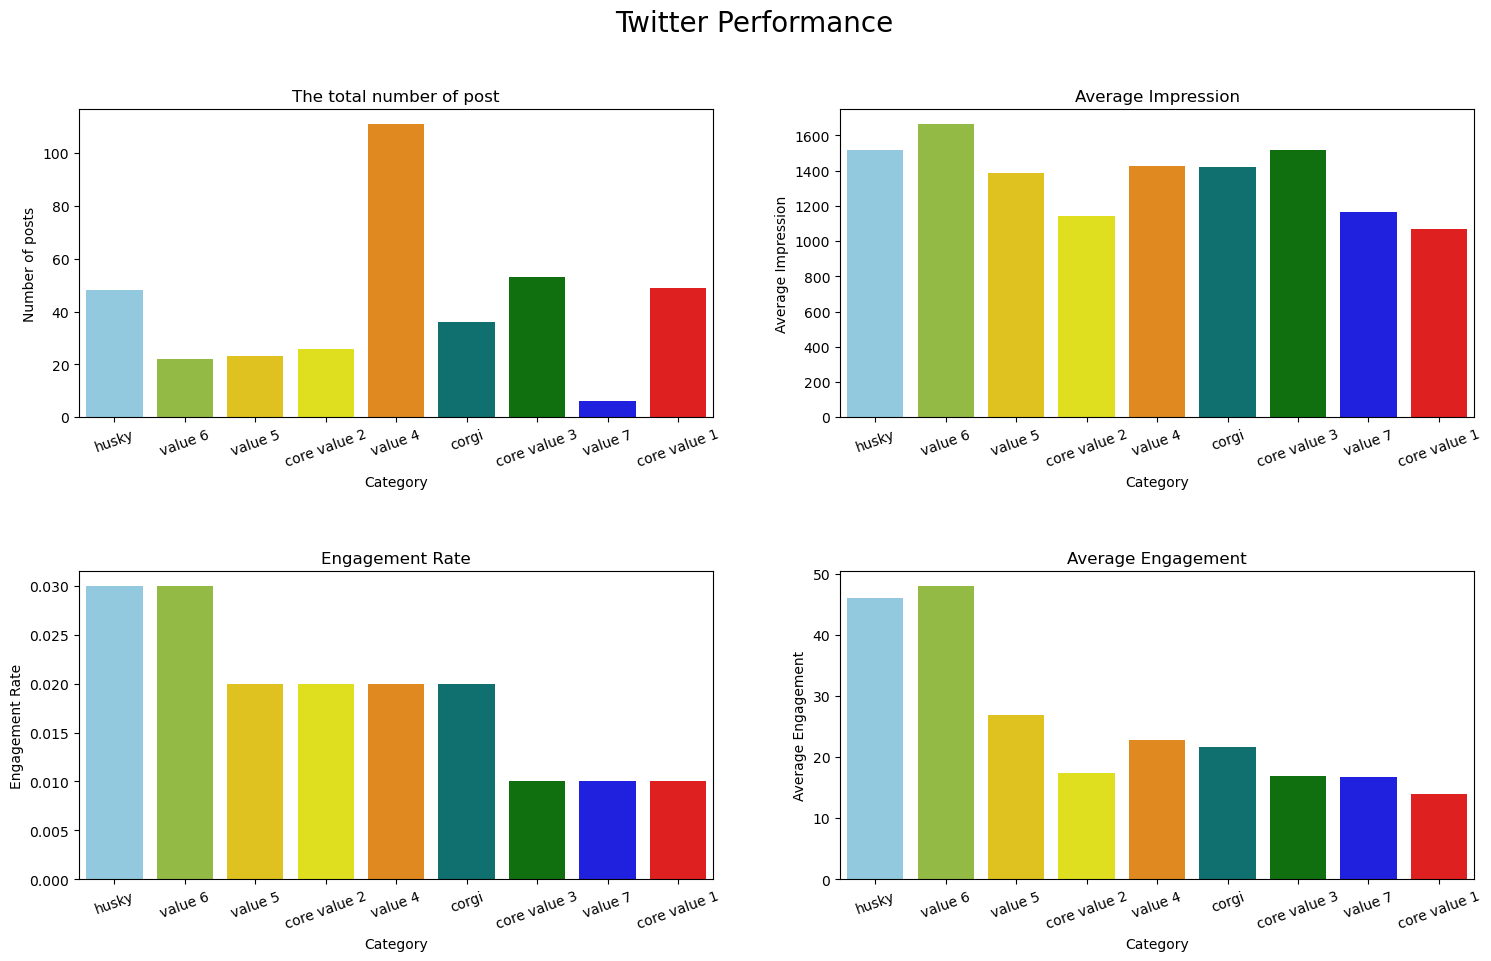 Twitter Performance
The total number of post
Number of posts
100
80
60
40
20
0
husky
value 6
value 5
core value 2
value 4
corgi
core value 3
value 7
core value 1
Category
Average Impression
Average Impression
1600
1400
1200
1000
800
600
400
200
0
husky
value 6
value 5
core value 2
value 4
corgi
core value 3
value 7
core value 1
Category
Engagement Rate
Engagement Rate
0.030
0.025
0.020
0.015
0.010
0.005
0.000
husky
value 6
value 5
core value 2
value 4
corgi
core value 3
value 7
core value 1
Category
Average Engagement
Average Engagement
50
40
30
20
10
0
husky
value 6
value 5
core value 2
value 4
corgi
core value 3
value 7
core value 1
Category